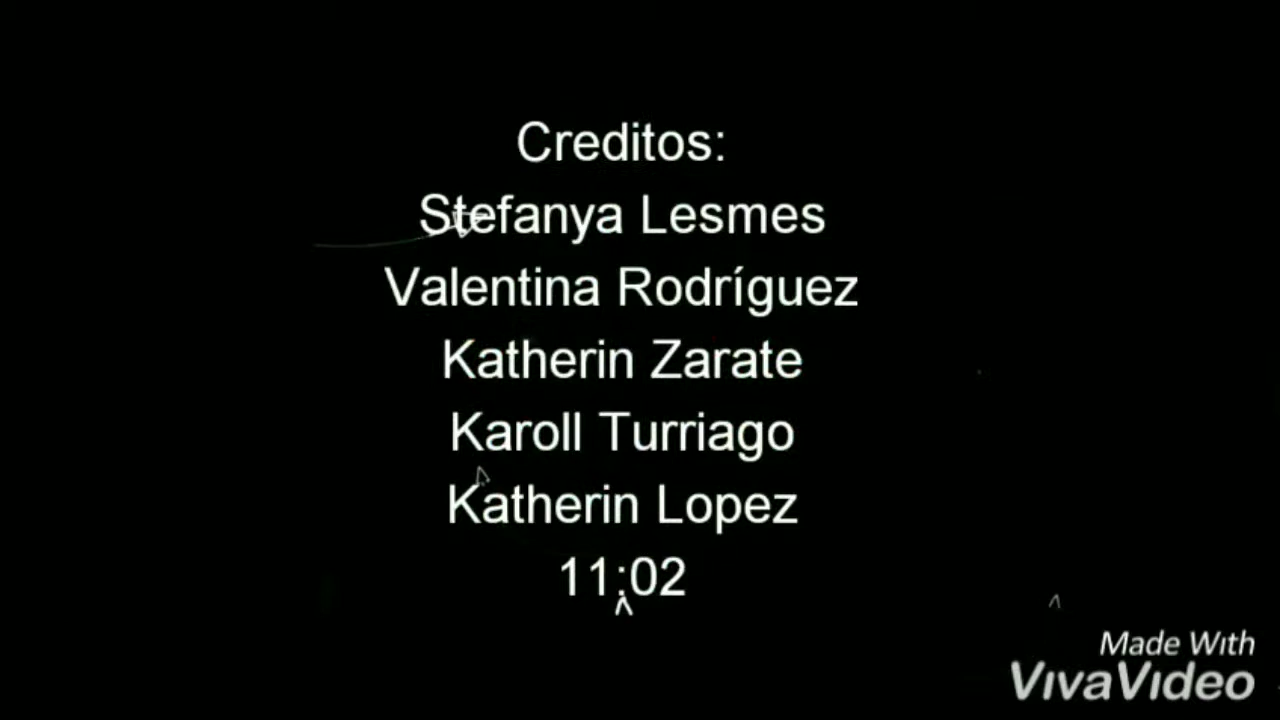 Creditos:
Stefanya Lesmes
Valentina Rodríguez
Katherin Zarate
Karoll Turriago
Katherin Lopez
11:02
Made With
VivaVideo